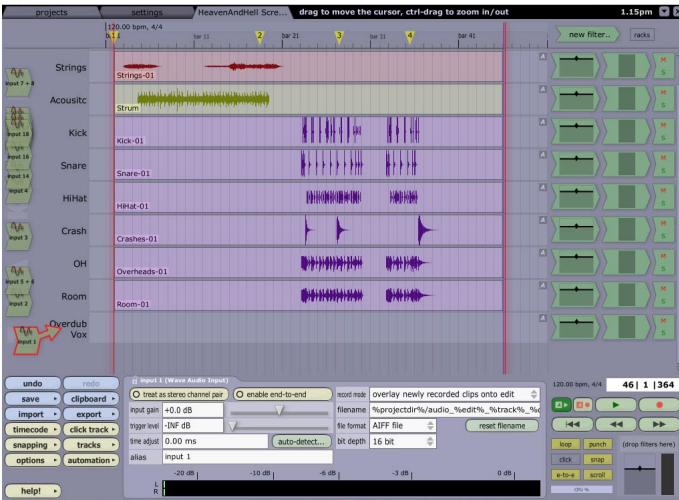 projects
settings
HeavenAndHell Scre...
drag to move the cursor, ctrl-drag to zoom in/out
1.15pm
120.00 bpm, 4/4
1
bar 11
2
bar 21
3
bar 31
4
bar 41
new filter..
racks
input 7 + 8
Strings
Strings-01
A
M
S
Acousitc
Strum
A
M
S
input 18
Kick
Kick-01
A
M
S
input 16
Snare
Snare-01
A
M
S
input 14
input 4
HiHat
HiHat-01
A
M
S
input 3
Crash
Crashes-01
A
M
S
input 5 + 6
OH
Overheads-01
A
M
S
input 2
Room
Room-01
A
M
S
input 1
Overdub
Vox
A
M
S
undo
redo
save
clipboard
import
export
timecode
click track
snapping
tracks
options
automation
help!
input 1 (Wave Audio Input)
treat as stereo channel pair
enable end-to-end
record mode
overlay newly recorded clips onto edit
input gain
+0.0 dB
filename
%projectdir%/audio_%edit%_%track%_%
trigger level
-INF dB
file format
AIFF file
reset filename
time adjust
0.00 ms
auto-detect...
bit depth
16 bit
alias
input 1
-20 dB
-10 dB
-6 dB
-3 dB
0 dB
L
R
120.00 bpm, 4/4
46| 1 |364
A
A
loop
punch
(drop filters here)
click
snap
e-to-e
scroll
CPU %